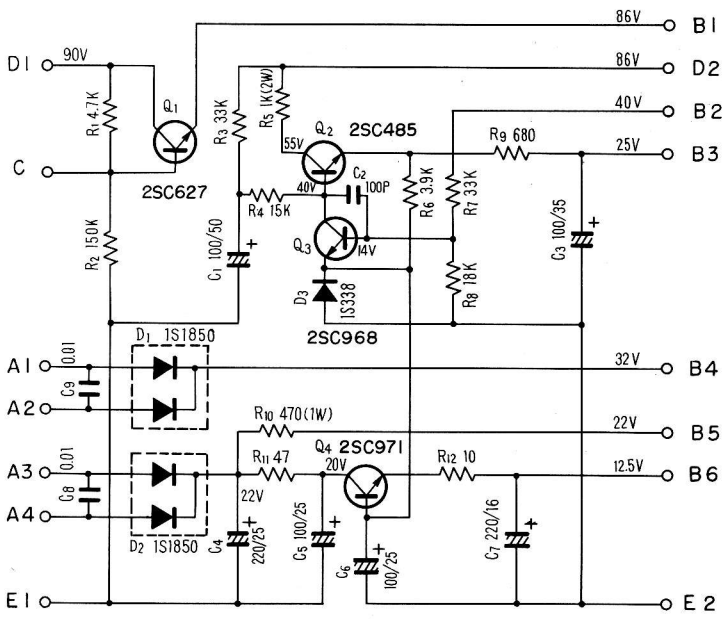 86V B1
D1 90V 86V D2
R1 4.7K
Q1
2SC627
R3 33K
R5 1K(2W)
Q2 2SC485
55V
40V B2
R9 680
25V B3
C
C2
100P
40V
R4 15K
R6 3.9K
R7 33K
R2 150K
C1 100/50
+
Q3
14V
D3
1S338
2SC968
R8 18K
C3 100/35
+
D1 1S1850
A1 0.01
32V B4
C9
A2
R10 470(1W)
22V B5
Q4 2SC971
A3 0.01
R11 47
20V
R12 10
12.5V B6
22V
C8
A4
D2 1S1850
C4
220/25
+
C5 100/25
+
C6
100/25
+
C7 220/16
+
E1 E2